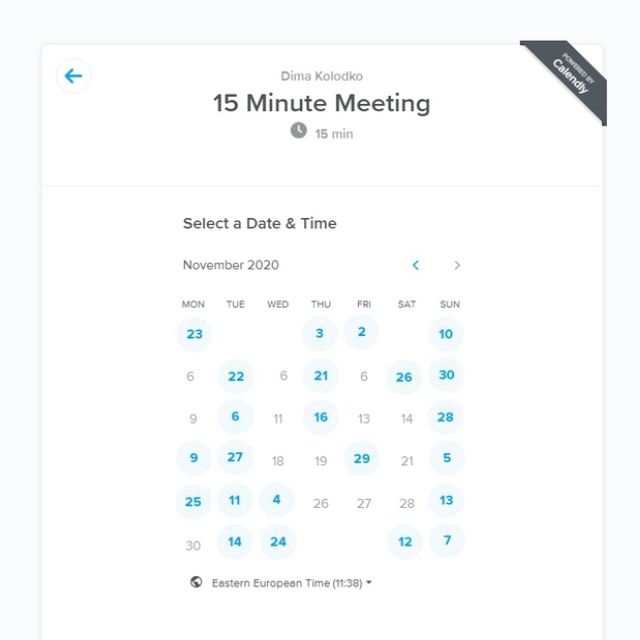 POWERED BY
Calendly
Dima Kolodko
15 Minute Meeting
15 min
Select a Date & Time
November 2020
MON TUE WED THU FRI SAT SUN
23 3 2 10
6 22 6 21 6 26 30
9 6 11 16 13 14 28
9 27 18 19 29 21 5
25 11 4 26 27 28 13
30 14 24 12 7
Eastern European Time (11:38)